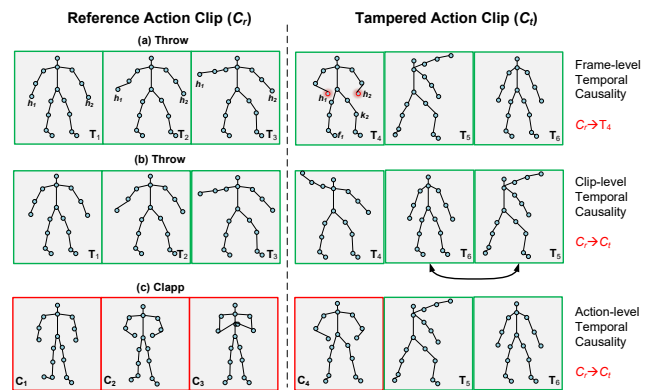 Reference Action Clip (Cr)
Tampered Action Clip (Ct)
(a) Throw
h1 h2 T1
h1 h2 T2
h1 h2 T3
h1 h2 k2 f1 T4
T5
T6
Frame-level
Temporal
Causality
Cr→T4
(b) Throw
T1
T2
T3
T4
T6
T5
Clip-level
Temporal
Causality
Cr→Ct
(c) Clapp
C1
C2
C3
C4
T5
T6
Action-level
Temporal
Causality
Cr→Ct